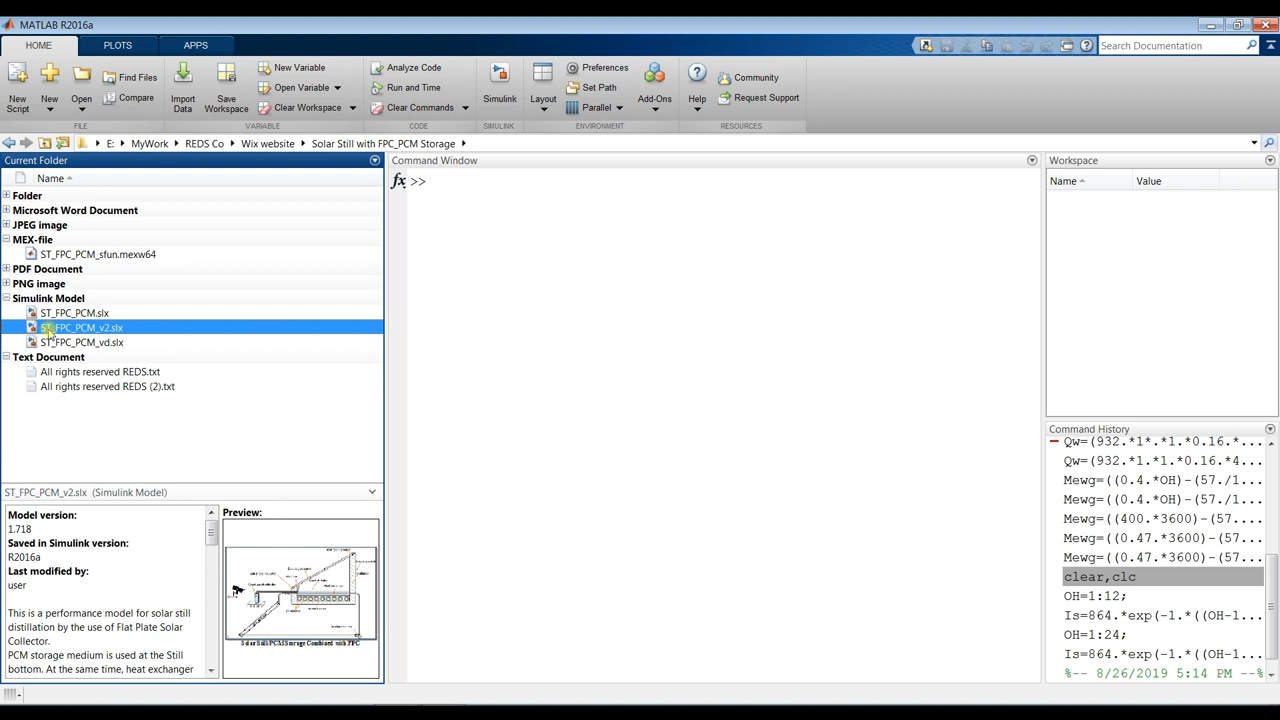 MATLAB R2016a
HOME
PLOTS
APPS
Search Documentation
New Script
New
Open
Find Files
Compare
FILE
Import Data
Save Workspace
New Variable
Open Variable
Clear Workspace
VARIABLE
Analyze Code
Run and Time
Clear Commands
CODE
Simulink
SIMULINK
Layout
Preferences
Set Path
Parallel
Add-Ons
ENVIRONMENT
Help
Community
Request Support
RESOURCES
E: MyWork REDS Co Wix website Solar Still with FPC_PCM Storage
Current Folder
Name
Folder
Microsoft Word Document
JPEG image
MEX-file
ST_FPC_PCM_sfun.mexw64
PDF Document
PNG image
Simulink Model
ST_FPC_PCM.slx
ST_FPC_PCM_v2.slx
ST_FPC_PCM_vd.slx
Text Document
All rights reserved REDS.txt
All rights reserved REDS (2).txt
ST_FPC_PCM_v2.slx (Simulink Model)
Model version:
1.718
Saved in Simulink version:
R2016a
Last modified by:
user
This is a performance model for solar still
distillation by the use of Flat Plate Solar
Collector.
PCM storage medium is used at the Still
bottom. At the same time, heat exchanger
Preview:
Solar Still/PCM Storage Combined with FPC
Command Window
fx >>
Workspace
Name Value
Command History
Qw=(932.*1*.*1.*0.16.*...
Qw=(932.*1.*1.*0.16.*4...
Mewg=((0.4.*OH)-(57./1...
Mewg=((0.4.*OH)-(57....
Mewg=((400.*3600)-(57....
Mewg=((0.47.*3600)-(57...
Mewg=((0.47.*3600)-(57...
clear,clc
OH=1:12;
Is=864.*exp(-1.*((OH-1...
OH=1:24;
Is=864.*exp(-1.*((OH-1...
%-- 8/26/2019 5:14 PM --%